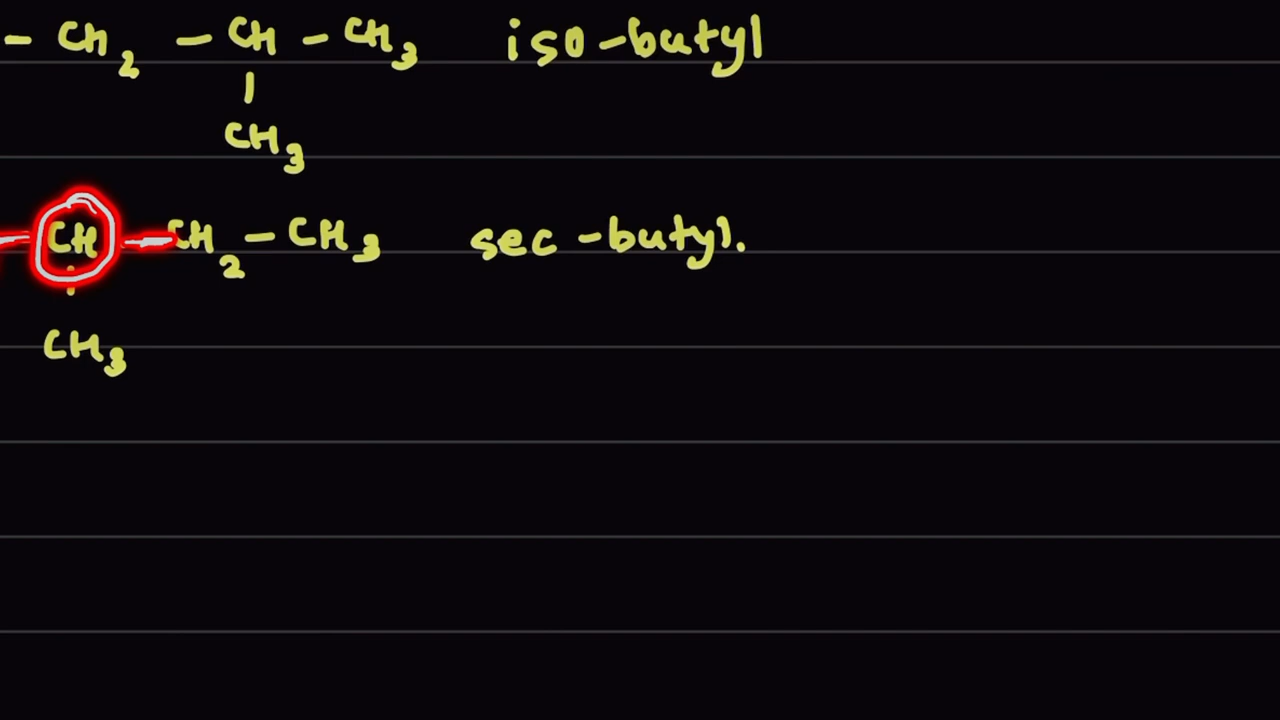 - CH2 - CH - CH3 iso-butyl
|
CH3
- CH - CH2 - CH3 sec-butyl.
|
CH3